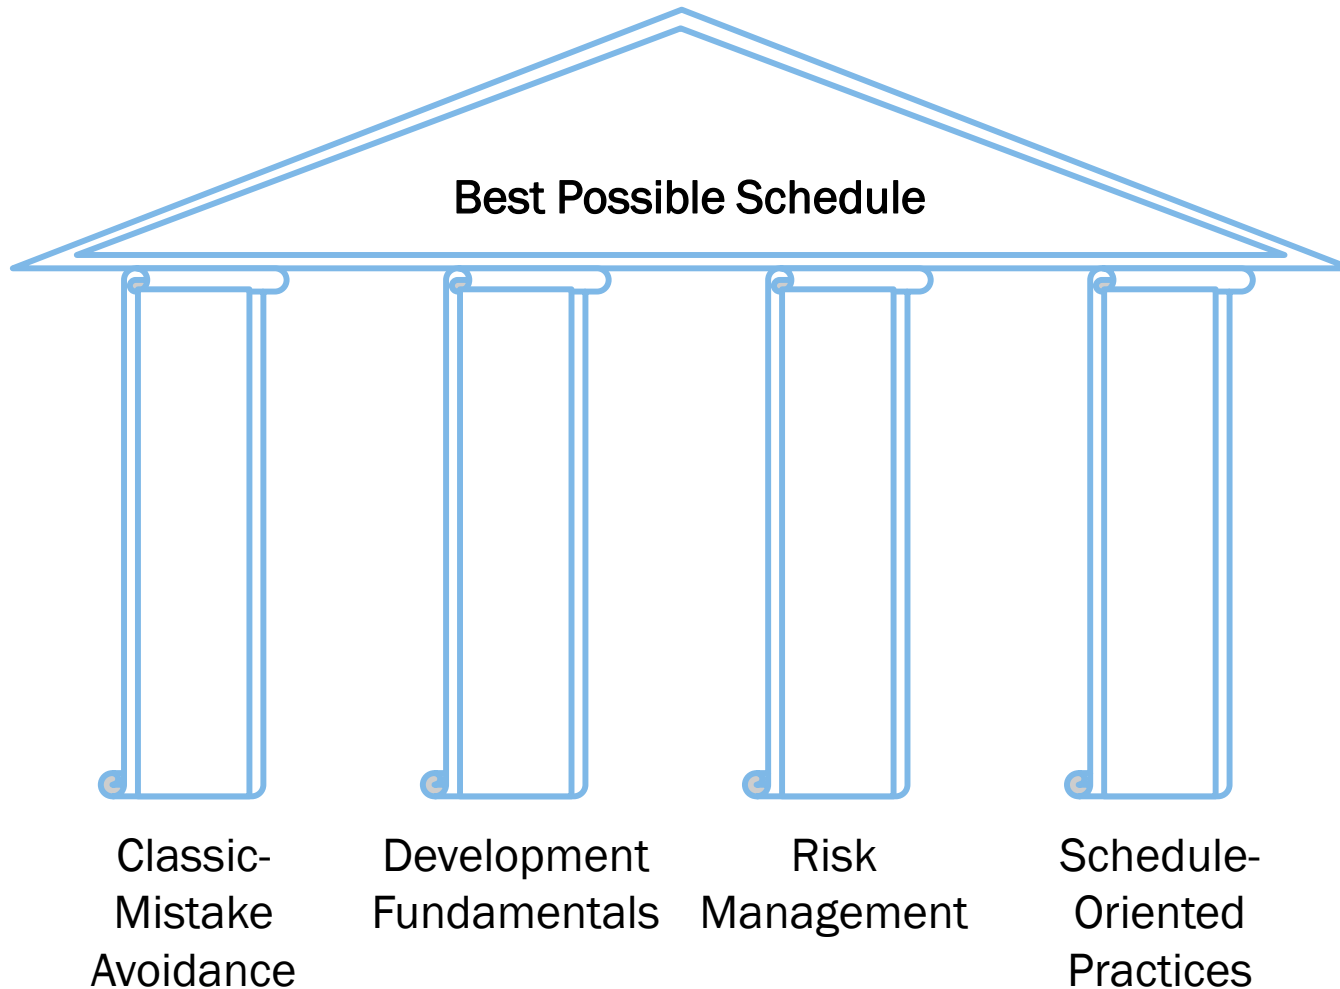 Best Possible Schedule
Classic-
Mistake
Avoidance
Development
Fundamentals
Risk
Management
Schedule-
Oriented
Practices